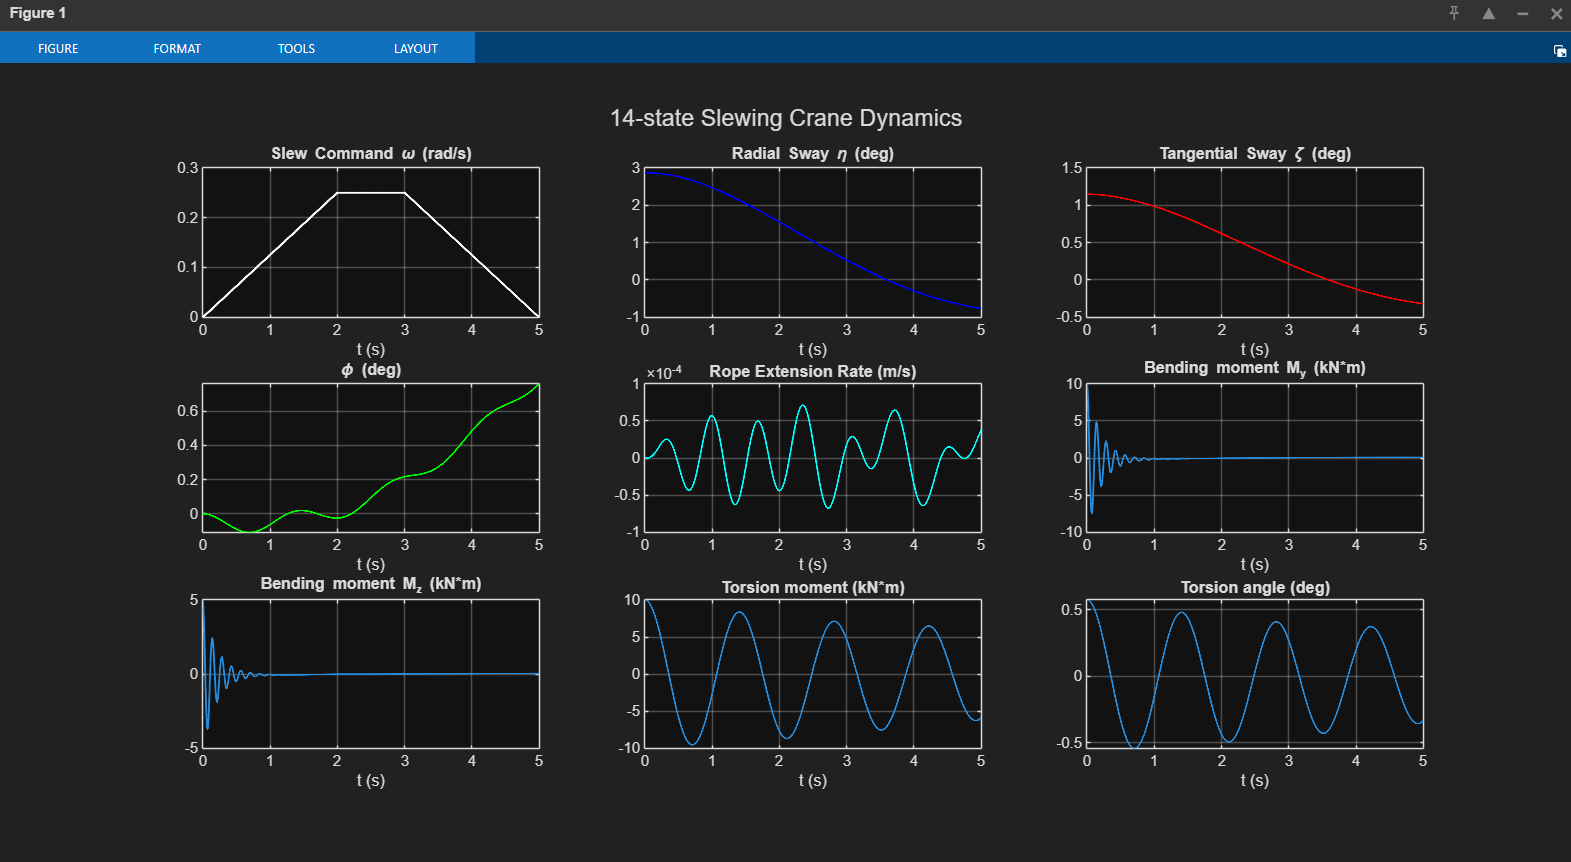 Figure 1
FIGURE FORMAT TOOLS LAYOUT
14-state Slewing Crane Dynamics
Slew Command ω (rad/s)
0.3
0.2
0.1
0
0 1 2 3 4 5
t (s)
Radial Sway η (deg)
3
2
1
0
-1
0 1 2 3 4 5
t (s)
Tangential Sway ζ (deg)
1.5
1
0.5
0
-0.5
0 1 2 3 4 5
t (s)
ϕ (deg)
0.6
0.4
0.2
0
0 1 2 3 4 5
t (s)
×10⁻⁴ Rope Extension Rate (m/s)
1
0.5
0
-0.5
-1
0 1 2 3 4 5
t (s)
Bending moment M_y (kN*m)
10
5
0
-5
-10
0 1 2 3 4 5
t (s)
Bending moment M_z (kN*m)
5
0
-5
0 1 2 3 4 5
t (s)
Torsion moment (kN*m)
10
5
0
-5
-10
0 1 2 3 4 5
t (s)
Torsion angle (deg)
0.5
0
-0.5
0 1 2 3 4 5
t (s)